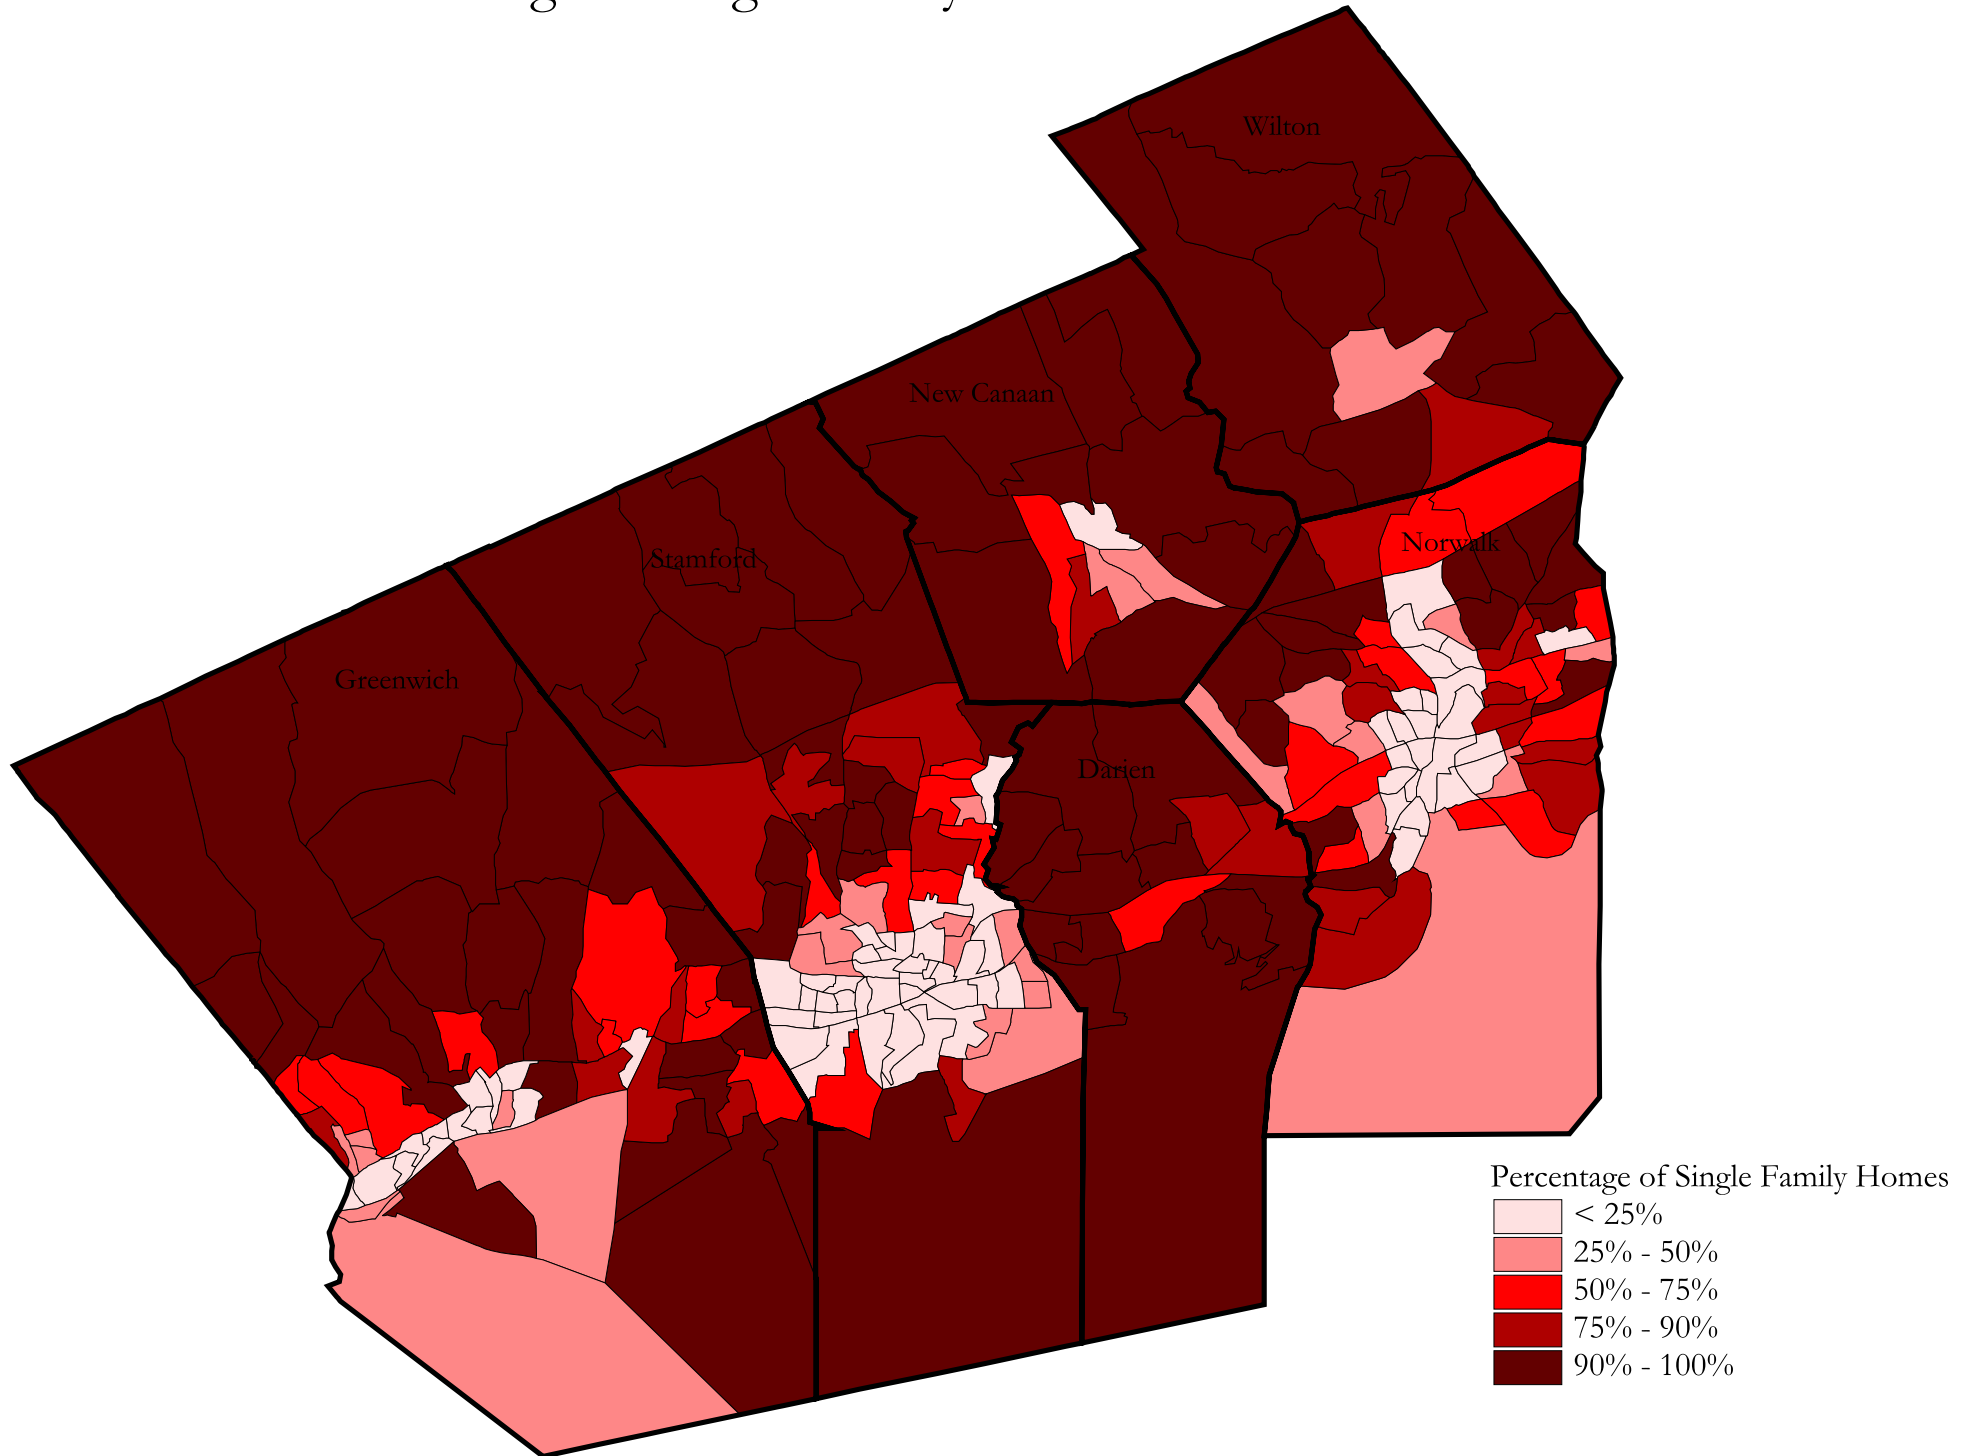 Wilton
New Canaan
Norwalk
Stamford
Greenwich
Darien
Percentage of Single Family Homes
< 25%
25% - 50%
50% - 75%
75% - 90%
90% - 100%